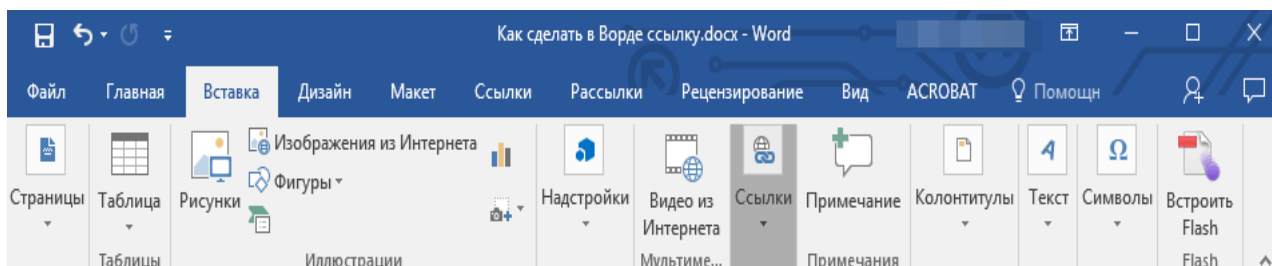 Как сделать в Ворде ссылку.docx - Word
Файл Главная Вставка Дизайн Макет Ссылки Рассылки Рецензирование Вид ACROBAT Помощн
Страницы
Таблица
Таблицы
Рисунки
Изображения из Интернета
Фигуры
Иллюстрации
Надстройки
Видео из
Интернета
Мультиме...
Ссылки
Примечание
Примечания
Колонтитулы
Текст
Символы
Встроить
Flash
Flash